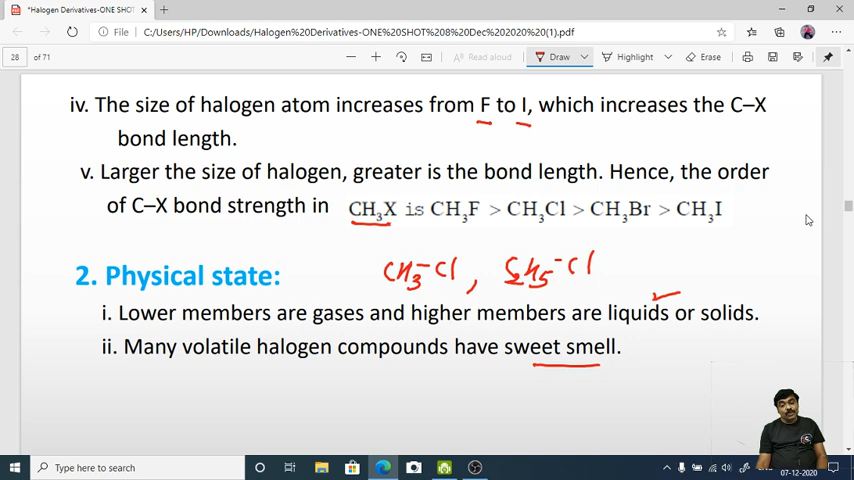 *Halogen Derivatives-ONE SHOT
File
C:/Users/HP/Downloads/Halogen%20Derivatives-ONE%20SHOT%208%20Dec%202020%20(1).pdf
28 of 71
Read aloud
Draw
Highlight
Erase
iv. The size of halogen atom increases from F to I, which increases the C–X
bond length.
v. Larger the size of halogen, greater is the bond length. Hence, the order
of C–X bond strength in CH₃X is CH₃F > CH₃Cl > CH₃Br > CH₃I
CH₃-Cl, C₂H₅-Cl
2. Physical state:
i. Lower members are gases and higher members are liquids or solids.
ii. Many volatile halogen compounds have sweet smell.
Type here to search
07-12-2020